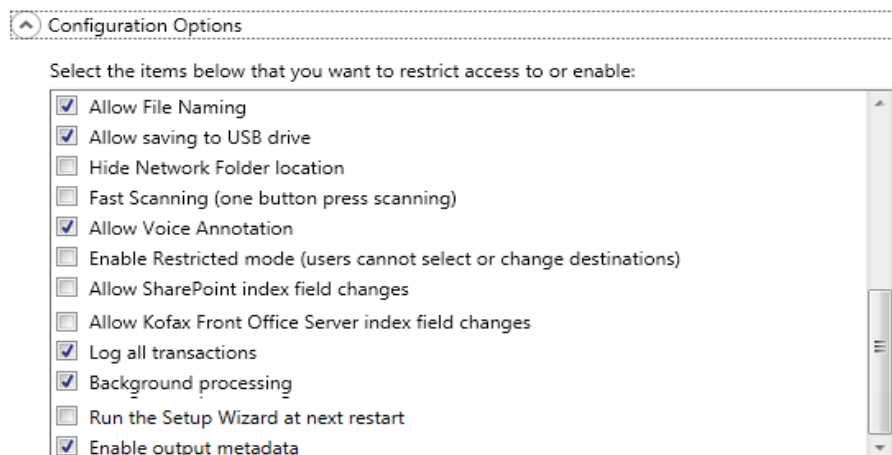 Configuration Options
Select the items below that you want to restrict access to or enable:
Allow File Naming
Allow saving to USB drive
Hide Network Folder location
Fast Scanning (one button press scanning)
Allow Voice Annotation
Enable Restricted mode (users cannot select or change destinations)
Allow SharePoint index field changes
Allow Kofax Front Office Server index field changes
Log all transactions
Background processing
Run the Setup Wizard at next restart
Enable output metadata